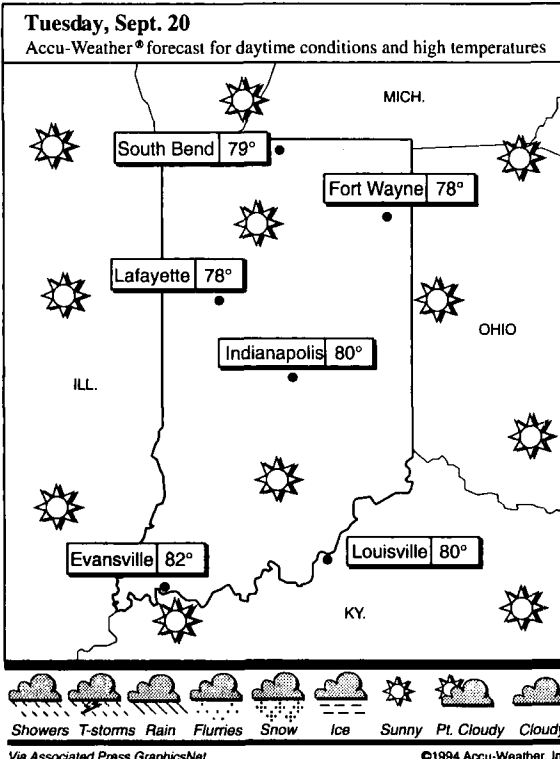 Tuesday, Sept. 20
Accu-Weather® forecast for daytime conditions and high temperatures
MICH.
South Bend 79°
Fort Wayne 78°
Lafayette 78°
OHIO
Indianapolis 80°
ILL.
Evansville 82°
Louisville 80°
KY.
Showers T-storms Rain Flurries Snow Ice Sunny Pt. Cloudy Cloudy
Via Associated Press GraphicsNet ©1994 Accu-Weather, In